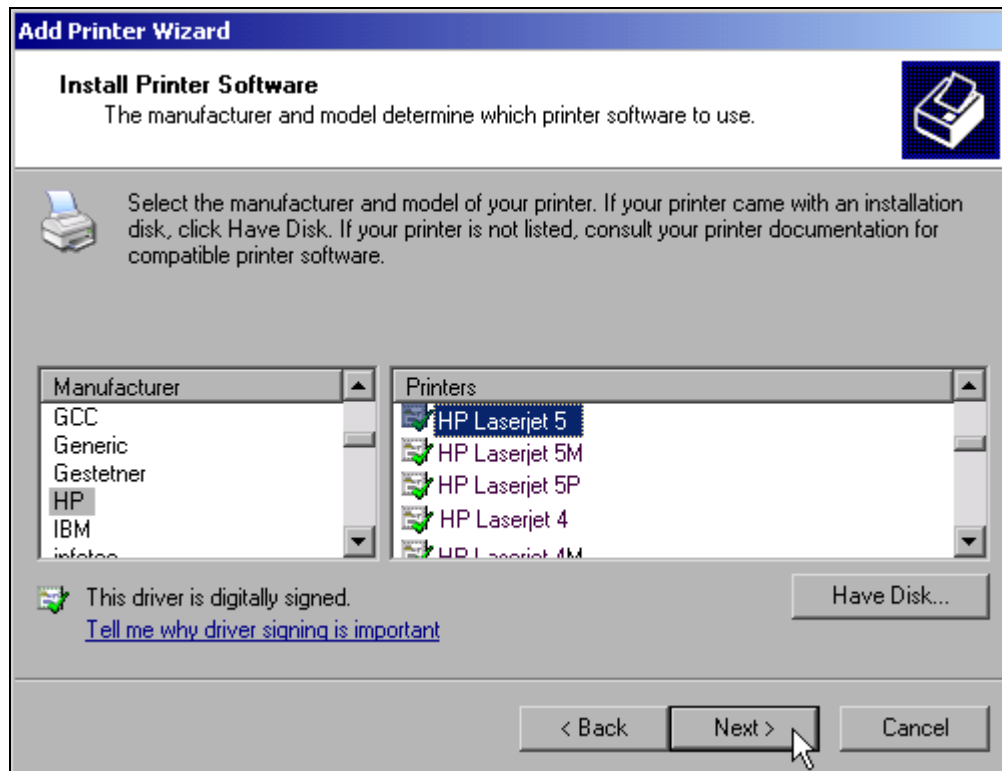 Add Printer Wizard
Install Printer Software
The manufacturer and model determine which printer software to use.
Select the manufacturer and model of your printer. If your printer came with an installation
disk, click Have Disk. If your printer is not listed, consult your printer documentation for
compatible printer software.
Manufacturer
GCC
Generic
Gestetner
HP
IBM
Printers
HP Laserjet 5
HP Laserjet 5M
HP Laserjet 5P
HP Laserjet 4
HP Laserjet 4M
This driver is digitally signed.
Tell me why driver signing is important
Have Disk...
< Back
Next >
Cancel